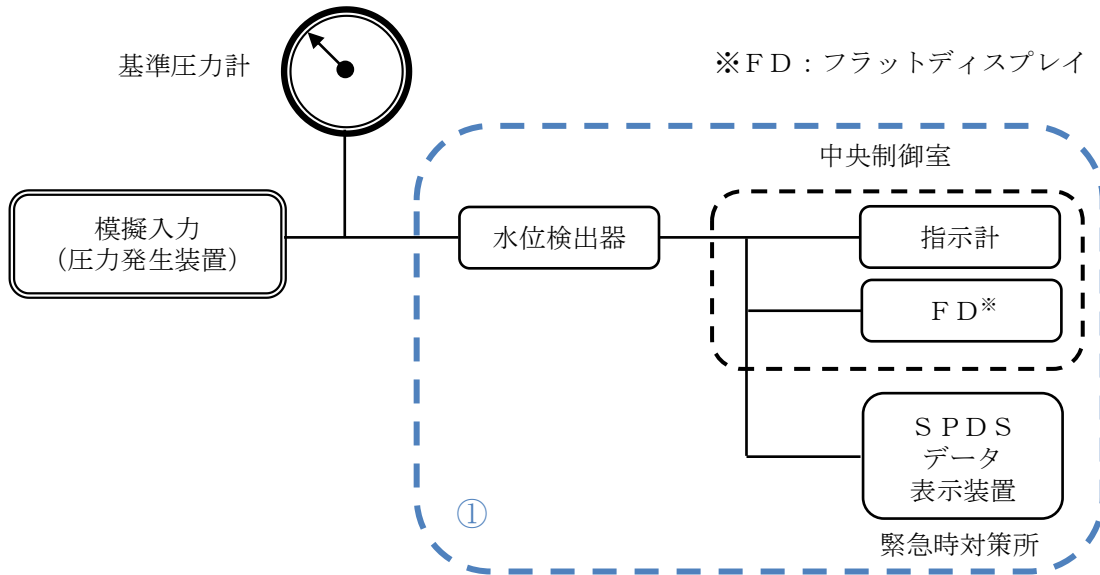 基準圧力計
※ＦＤ：フラットディスプレイ
中央制御室
模擬入力
（圧力発生装置）
水位検出器
指示計
ＦＤ※
ＳＰＤＳ
データ
表示装置
①
緊急時対策所